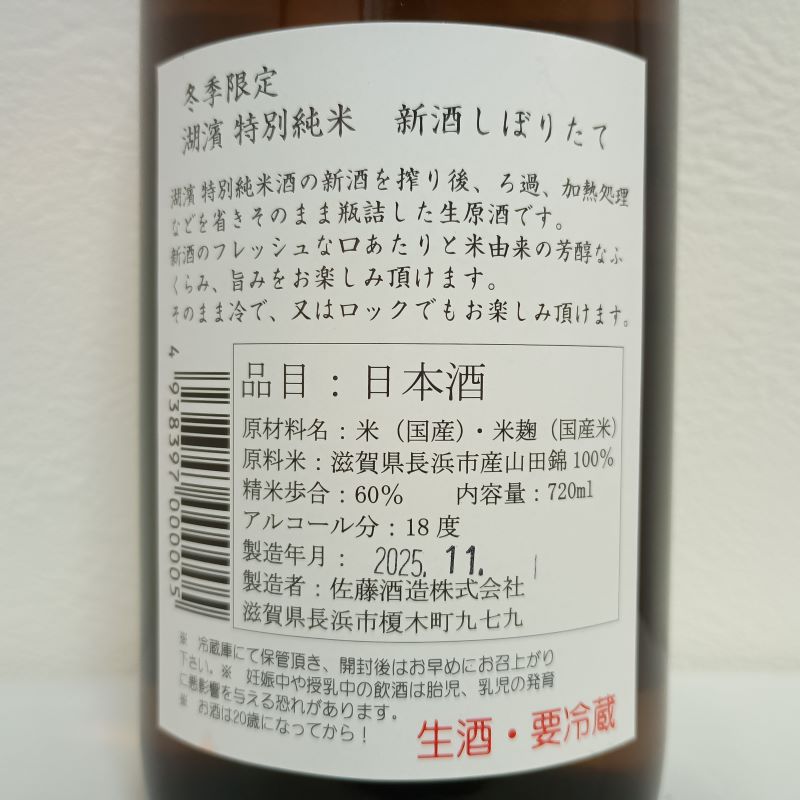 冬季限定
湖濱 特別純米　新酒しぼりたて
湖濱 特別純米酒の新酒を搾り後、ろ過、加熱処理
などを省きそのまま瓶詰した生原酒です。
新酒のフレッシュな口あたりと米由来の芳醇なふ
くらみ、旨みをお楽しみ頂けます。
そのまま冷で、又はロックでもお楽しみ頂けます。
4 938397 000005
品目：日本酒
原材料名：米（国産）・米麹（国産米）
原料米：滋賀県長浜市産山田錦100％
精米歩合：60％　内容量：720ml
アルコール分：18度
製造年月： 2025. 11.
製造者：佐藤酒造株式会社
滋賀県長浜市榎木町九七九
※ 冷蔵庫にて保管頂き、開封後はお早めにお召上がり
下さい。※ 妊娠中や授乳中の飲酒は胎児、乳児の発育
に悪影響を与える恐れがあります。
※ お酒は20歳になってから！
生酒・要冷蔵